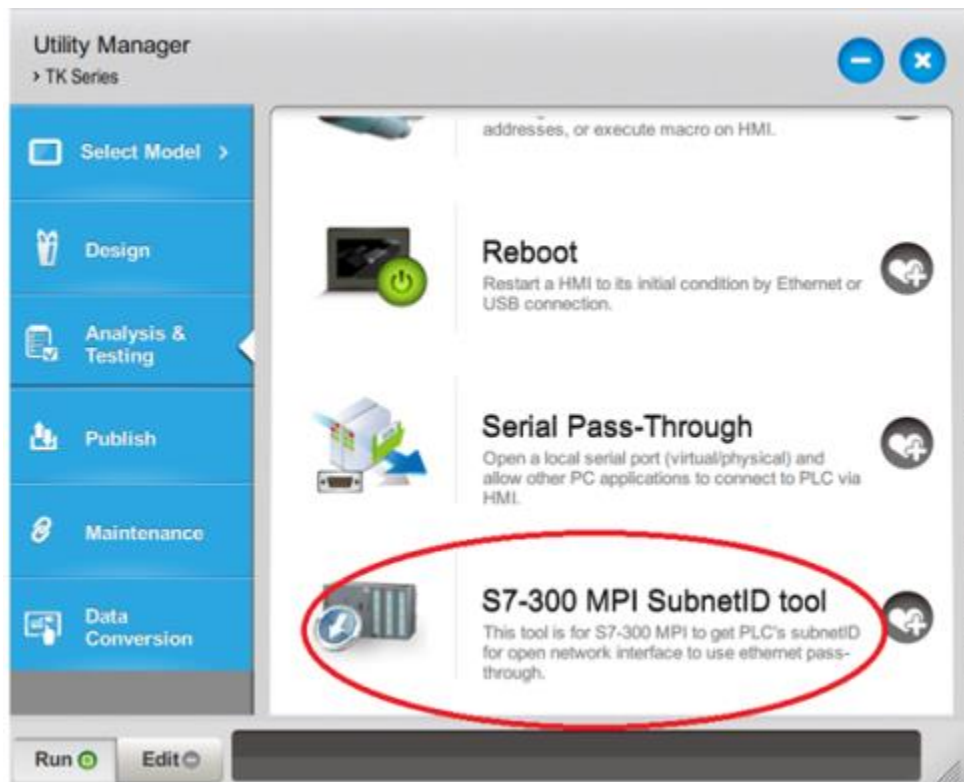 Utility Manager
› TK Series
Select Model >
Design
Analysis &
Testing
Publish
Maintenance
Data
Conversion
addresses, or execute macro on HMI.
Reboot
Restart a HMI to its initial condition by Ethernet or
USB connection.
Serial Pass-Through
Open a local serial port (virtual/physical) and
allow other PC applications to connect to PLC via
HMI.
S7-300 MPI SubnetID tool
This tool is for S7-300 MPI to get PLC's subnetID
for open network interface to use ethernet pass-
through.
Run
Edit